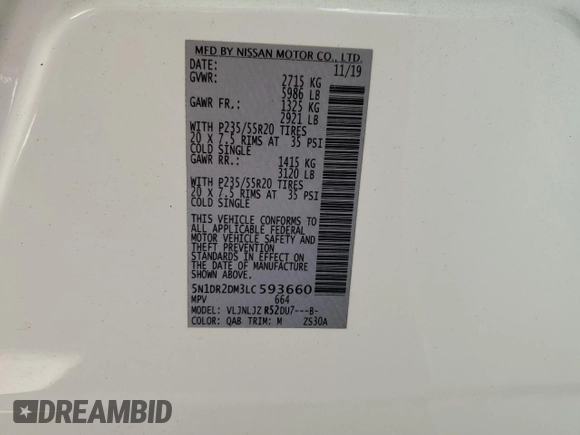 MFD BY NISSAN MOTOR CO., LTD.
DATE: 11/19
GVWR: 2715 KG
5986 LB
GAWR FR.: 1325 KG
2921 LB
WITH P235/55R20 TIRES
20 X 7.5 RIMS AT 35 PSI
COLD SINGLE
GAWR RR.: 1415 KG
3120 LB
WITH P235/55R20 TIRES
20 X 7.5 RIMS AT 35 PSI
COLD SINGLE
THIS VEHICLE CONFORMS TO
ALL APPLICABLE FEDERAL
MOTOR VEHICLE SAFETY AND
THEFT PREVENTION
STANDARDS IN EFFECT ON
THE DATE OF MANUFACTURE
SHOWN ABOVE.
5N1DR2DM3LC593660
MPV 664
MODEL: VLJNLJZ R52DU7---B-
COLOR: QAB TRIM: M ZS30A
DREAMBID